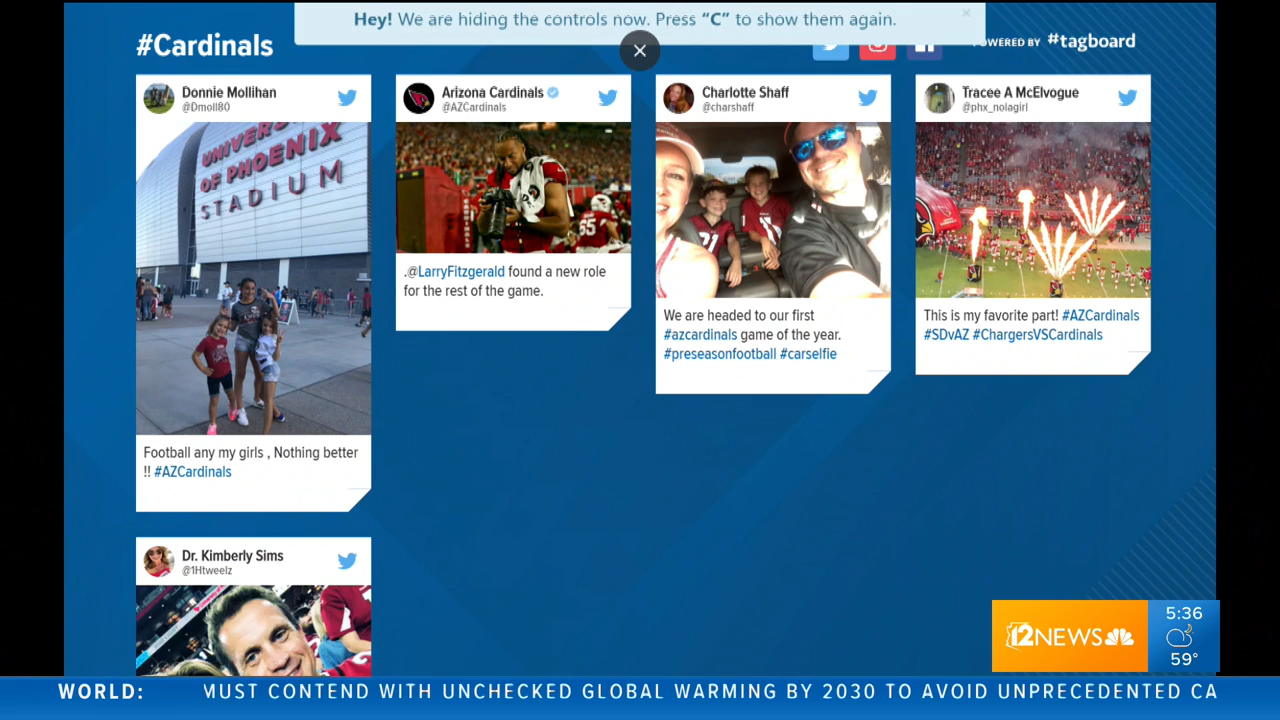 Hey! We are hiding the controls now. Press “C” to show them again.
×
#Cardinals
POWERED BY #tagboard
Donnie Mollihan
@Dmoll80
UNIVERS
OF PHOENIX
STADIUM
Football any my girls , Nothing better
!! #AZCardinals
Arizona Cardinals
@AZCardinals
55
.@LarryFitzgerald found a new role
for the rest of the game.
Charlotte Shaff
@charshaff
We are headed to our first
#azcardinals game of the year.
#preseasonfootball #carselfie
Tracee A McElvogue
@phx_nolagirl
This is my favorite part! #AZCardinals
#SDvAZ #ChargersVSCardinals
Dr. Kimberly Sims
@1Htweelz
12NEWS
5:36
59°
WORLD: MUST CONTEND WITH UNCHECKED GLOBAL WARMING BY 2030 TO AVOID UNPRECEDENTED CA